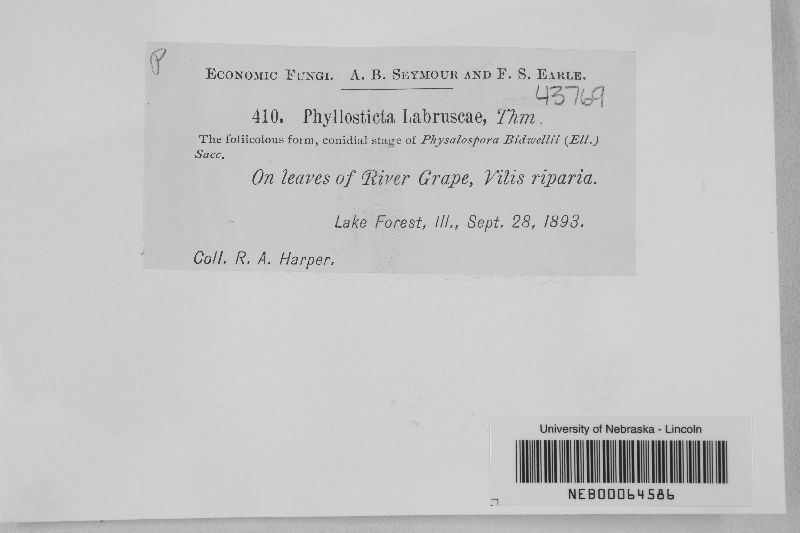 P
ECONOMIC FUNGI. A. B. SEYMOUR AND F. S. EARLE.
43769
410. Phyllosticta Labruscae, Thm.
The foliicolous form, conidial stage of Physalospora Bidwellii (Ell.)
Sacc.
On leaves of River Grape, Vitis riparia.
Lake Forest, Ill., Sept. 28, 1893.
Coll. R. A. Harper.
University of Nebraska - Lincoln
NEB00064586